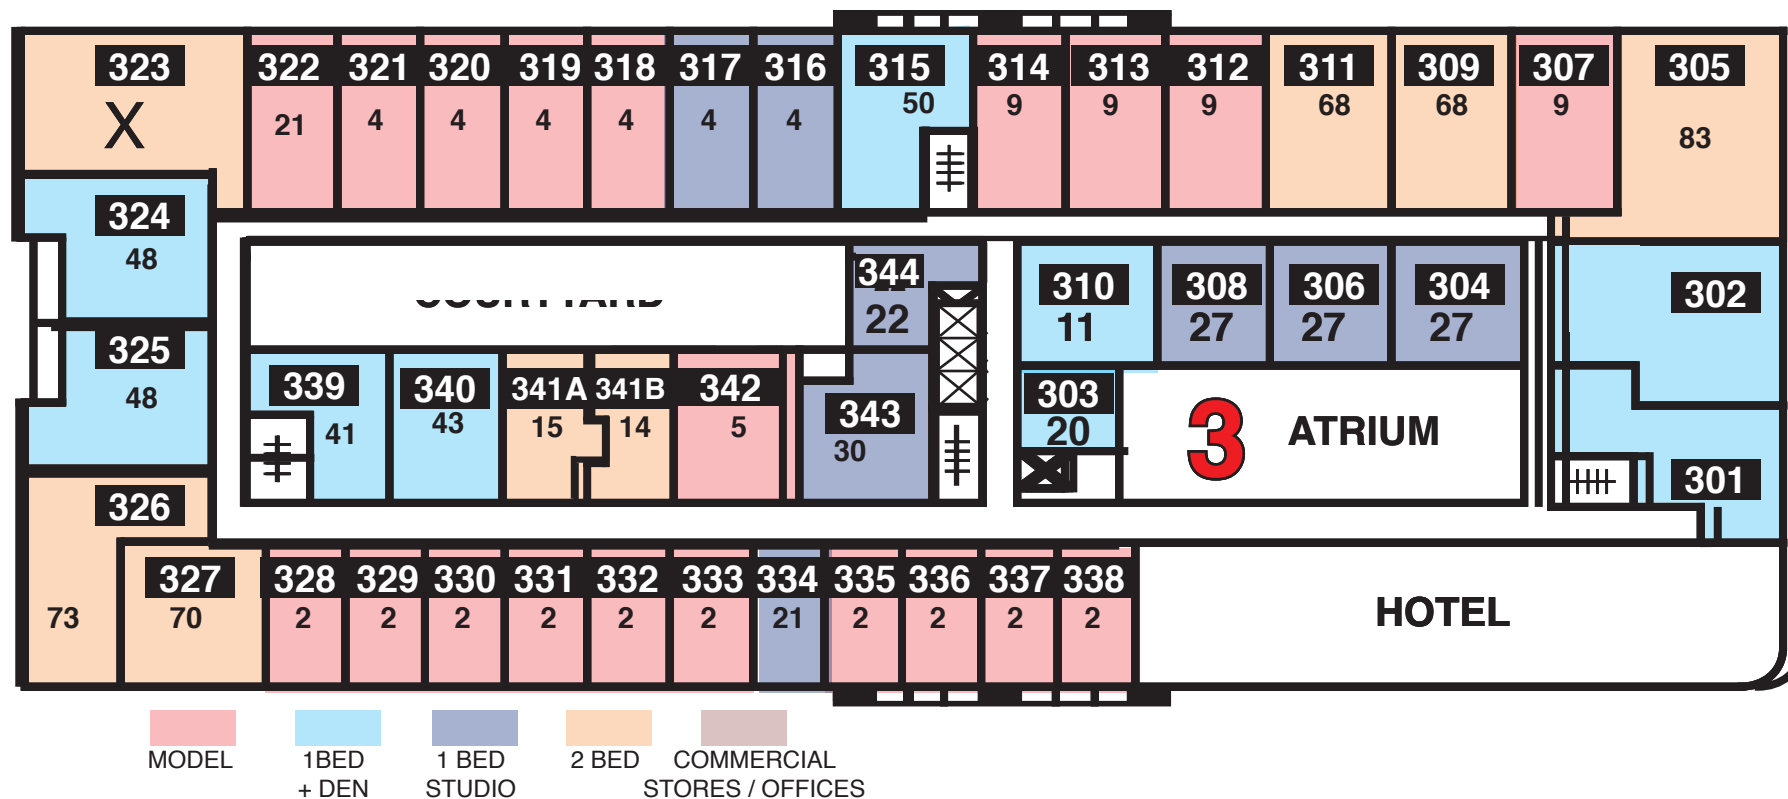 323 322 321 320 319 318 317 316 315 314 313 312 311 309 307 305
X 21 4 4 4 4 4 4 50 9 9 9 68 68 9 83
324
48
344 310 308 306 304 302
22 11 27 27 27
325
48
339 340 341A 341B 342 343 303
41 43 15 14 5 30 20
3 ATRIUM
301
326
73
327 328 329 330 331 332 333 334 335 336 337 338
70 2 2 2 2 2 2 21 2 2 2 2
HOTEL
MODEL 1BED 1 BED 2 BED COMMERCIAL
+ DEN STUDIO STORES / OFFICES